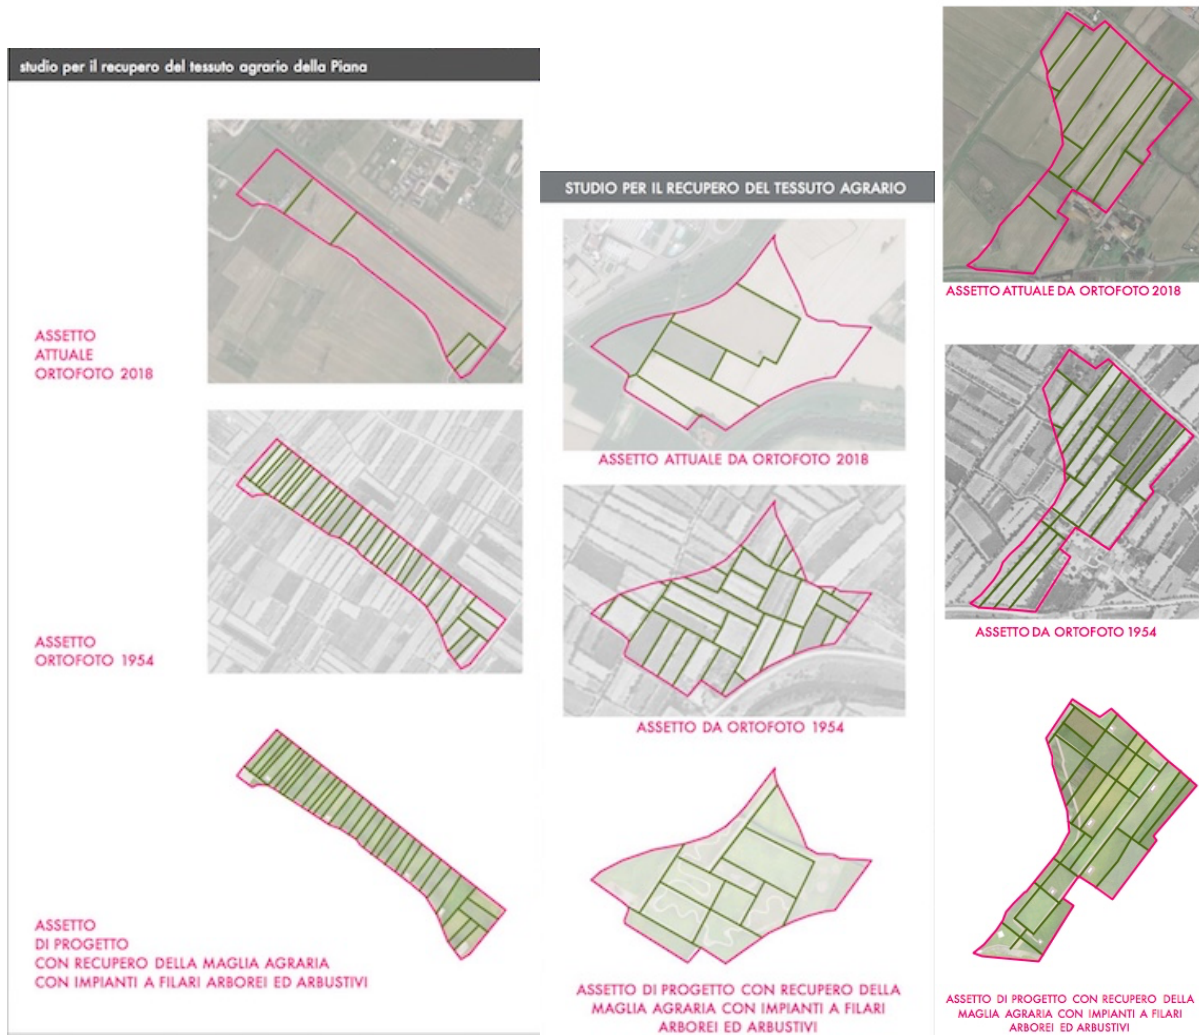 studio per il recupero del tessuto agrario della Piana
ASSETTO
ATTUALE
ORTOFOTO 2018
ASSETTO
ORTOFOTO 1954
ASSETTO
DI PROGETTO
CON RECUPERO DELLA MAGLIA AGRARIA
CON IMPIANTI A FILARI ARBOREI ED ARBUSTIVI
STUDIO PER IL RECUPERO DEL TESSUTO AGRARIO
ASSETTO ATTUALE DA ORTOFOTO 2018
ASSETTO DA ORTOFOTO 1954
ASSETTO DI PROGETTO CON RECUPERO DELLA
MAGLIA AGRARIA CON IMPIANTI A FILARI
ARBOREI ED ARBUSTIVI
ASSETTO ATTUALE DA ORTOFOTO 2018
ASSETTO DA ORTOFOTO 1954
ASSETTO DI PROGETTO CON RECUPERO DELLA
MAGLIA AGRARIA CON IMPIANTI A FILARI
ARBOREI ED ARBUSTIVI